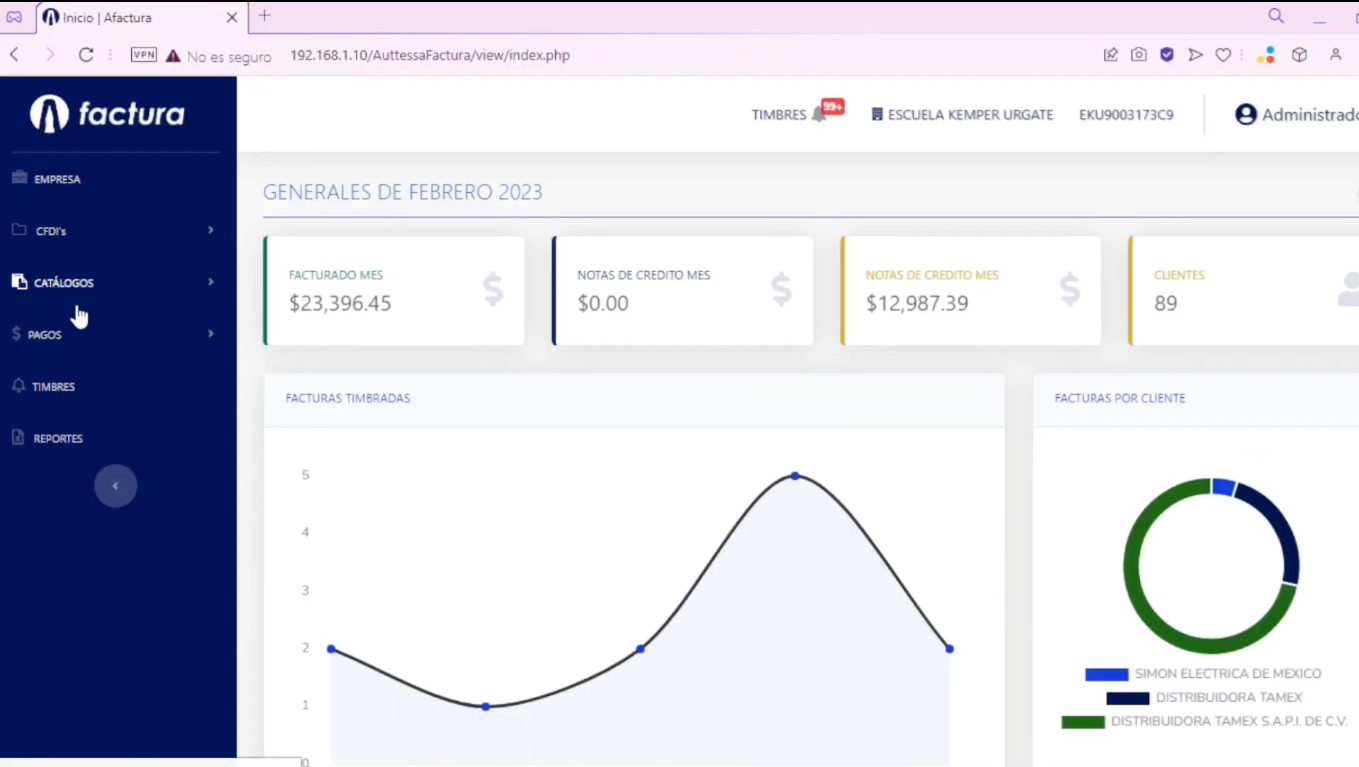 Inicio | Afactura
VPN
No es seguro
192.168.1.10/AuttessaFactura/view/index.php
factura
TIMBRES
99+
ESCUELA KEMPER URGATE
EKU9003173C9
Administrado
EMPRESA
CFDI's
CATÁLOGOS
PAGOS
TIMBRES
REPORTES
GENERALES DE FEBRERO 2023
FACTURADO MES
$23,396.45
NOTAS DE CREDITO MES
$0.00
NOTAS DE CREDITO MES
$12,987.39
CLIENTES
89
FACTURAS TIMBRADAS
5
4
3
2
1
0
FACTURAS POR CLIENTE
SIMON ELECTRICA DE MEXICO
DISTRIBUIDORA TAMEX
DISTRIBUIDORA TAMEX S.A.P.I. DE C.V.